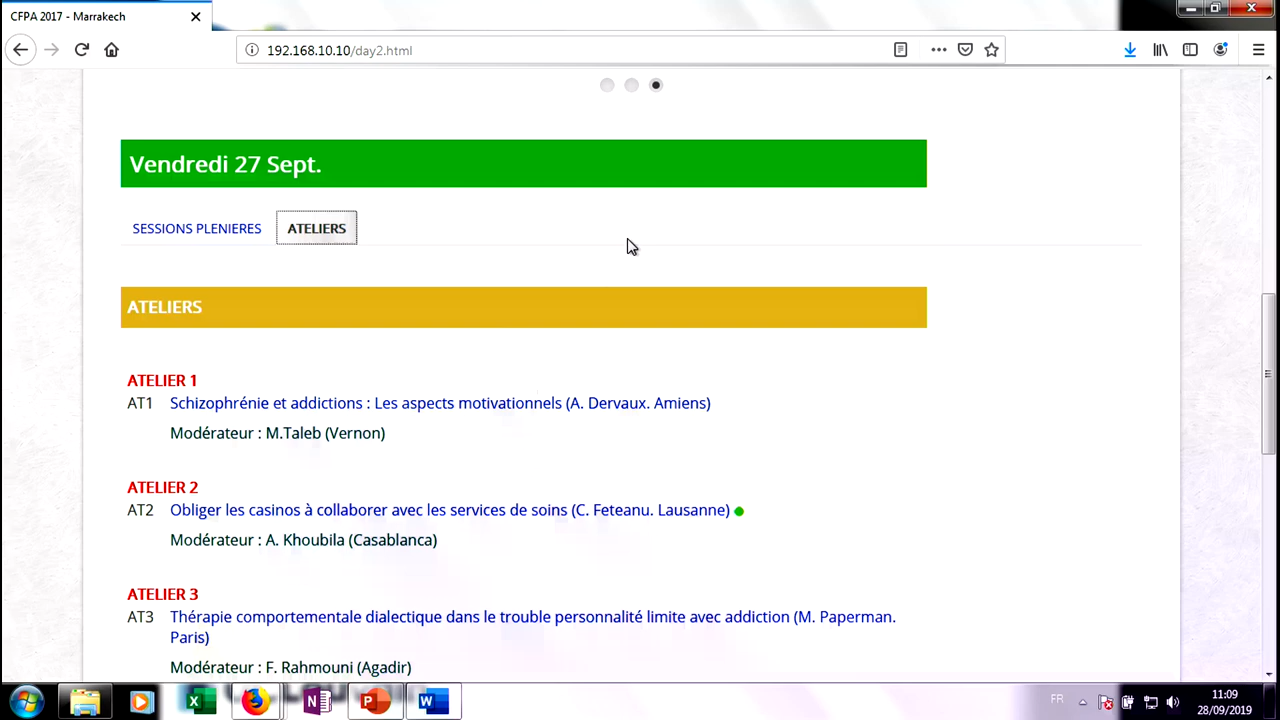 CFPA 2017 - Marrakech
192.168.10.10/day2.html
Vendredi 27 Sept.
SESSIONS PLENIERES
ATELIERS
ATELIERS
ATELIER 1
AT1 Schizophrénie et addictions : Les aspects motivationnels (A. Dervaux. Amiens)
Modérateur : M.Taleb (Vernon)
ATELIER 2
AT2 Obliger les casinos à collaborer avec les services de soins (C. Feteanu. Lausanne)
Modérateur : A. Khoubila (Casablanca)
ATELIER 3
AT3 Thérapie comportementale dialectique dans le trouble personnalité limite avec addiction (M. Paperman.
Paris)
Modérateur : F. Rahmouni (Agadir)
FR
11:09
28/09/2019